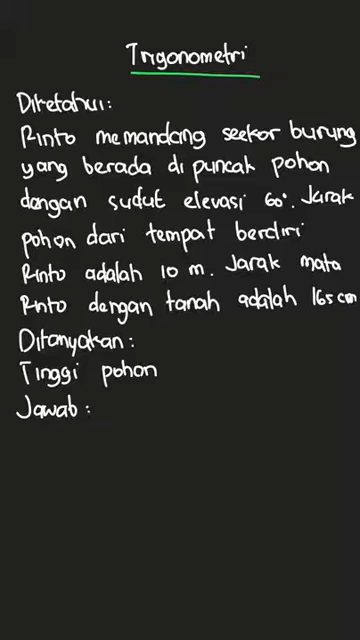 Trigonometri
Diketahui:
Rinto memandang seekor burung
yang berada di puncak pohon
dengan sudut elevasi 60°. Jarak
pohon dari tempat berdiri
Rinto adalah 10 m. Jarak mata
Rinto dengan tanah adalah 165 cm
Ditanyakan:
Tinggi pohon
Jawab: